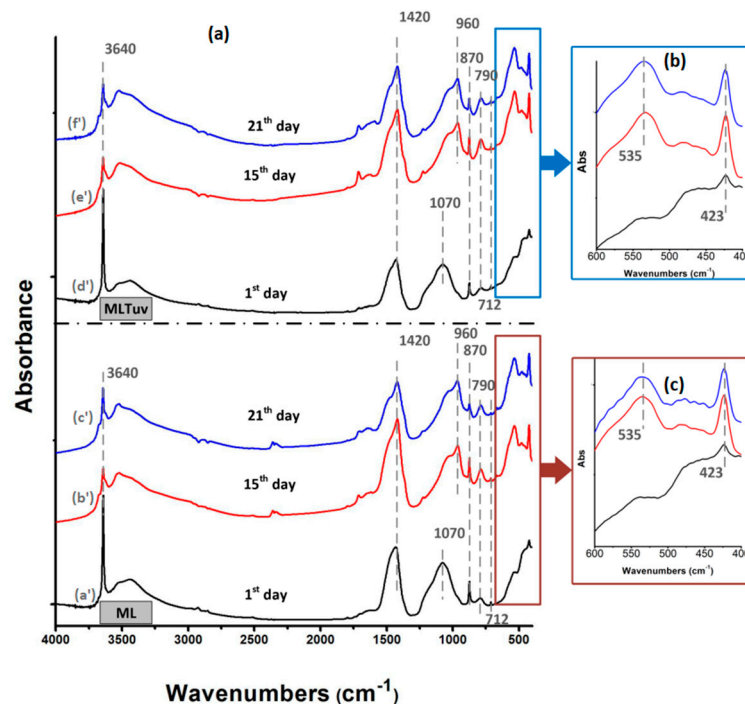 (a)
3640
1420
960
870
790
(f')
21th day
(e')
15th day
1070
(d')
1st day
MLTuv
712
3640
1420
960
870
790
(c')
21th day
(b')
15th day
1070
(a')
1st day
ML
712
4000 3500 3000 2500 2000 1500 1000 500
Wavenumbers (cm-1)
Absorbance
(b)
535
423
Abs
600 550 500 450 400
Wavenumbers (cm-1)
(c)
535
423
Abs
600 550 500 450 400
Wavenumbers (cm-1)